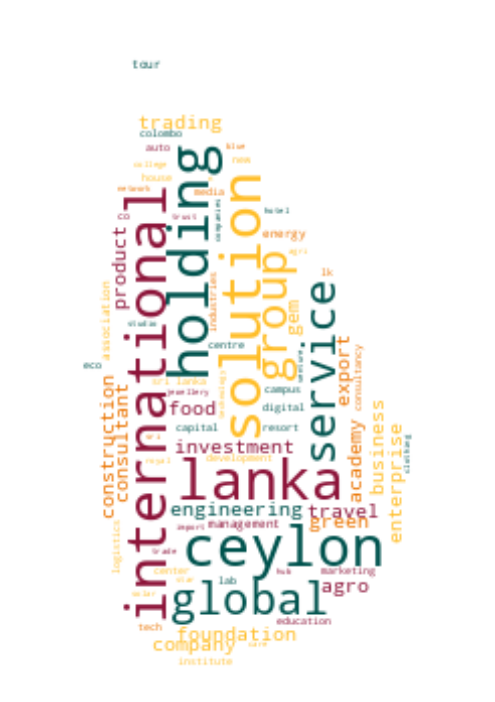 tour
trading
colombo
auto
blue
college
new
house
network
media
holding
international
co
trust
companies
hotel
solution
product
energy
agri
group
lk
industries
gem
association
studio
service
centre
eco
export
consultancy
sri lanka
technology
campus
jewellery
construction
consultant
food
digital
capital
resort
business
academy
enterprise
clothing
investment
royal
development
lanka
engineering
travel
green
import
management
logistics
ceylon
trade
center
hub
marketing
star
lab
agro
solar
global
education
tech
foundation
company
care
institute